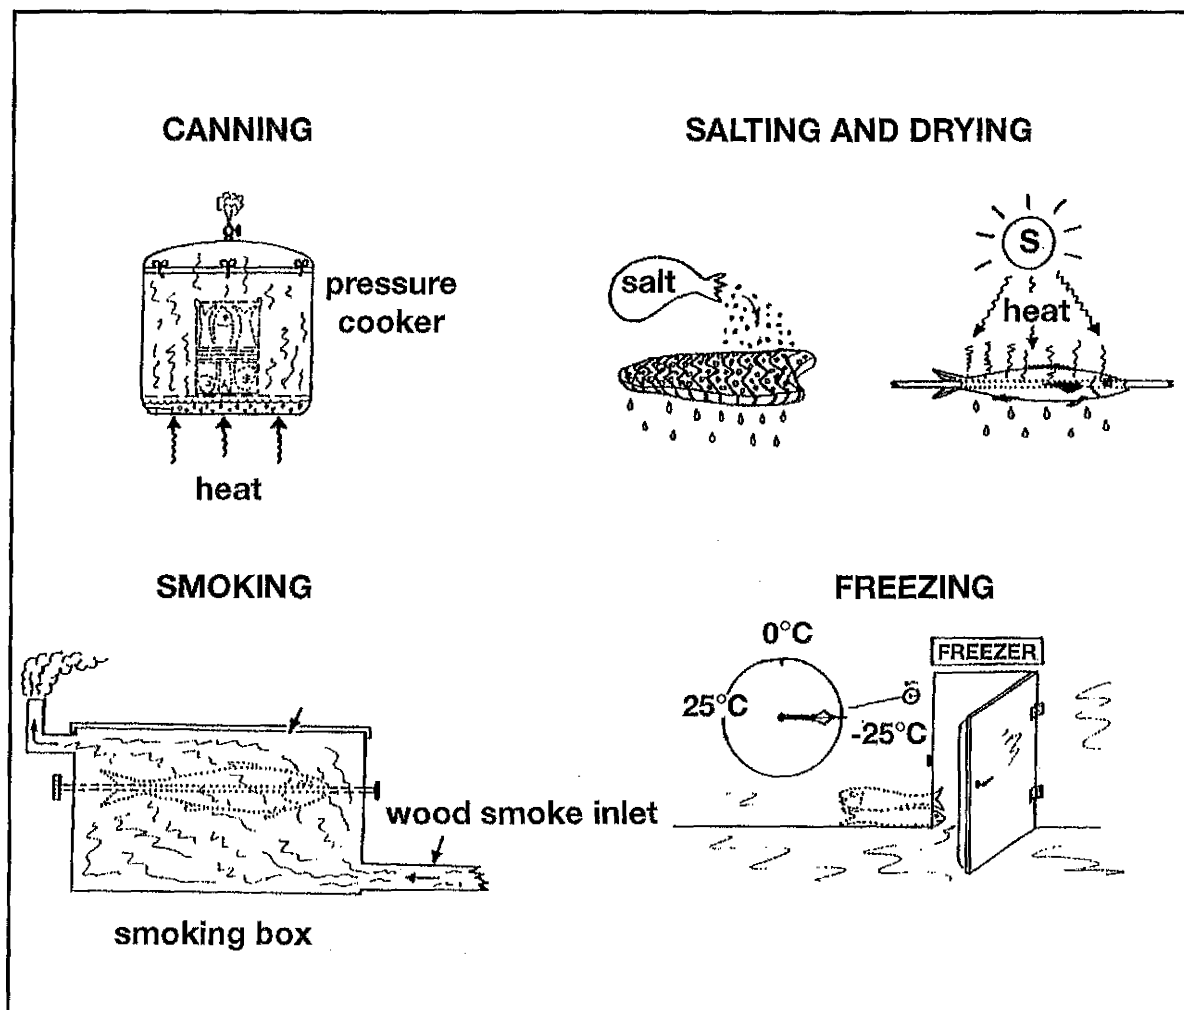 CANNING
pressure
cooker
heat
SALTING AND DRYING
salt
S
heat
SMOKING
wood smoke inlet
smoking box
FREEZING
0°C
25°C
-25°C
FREEZER